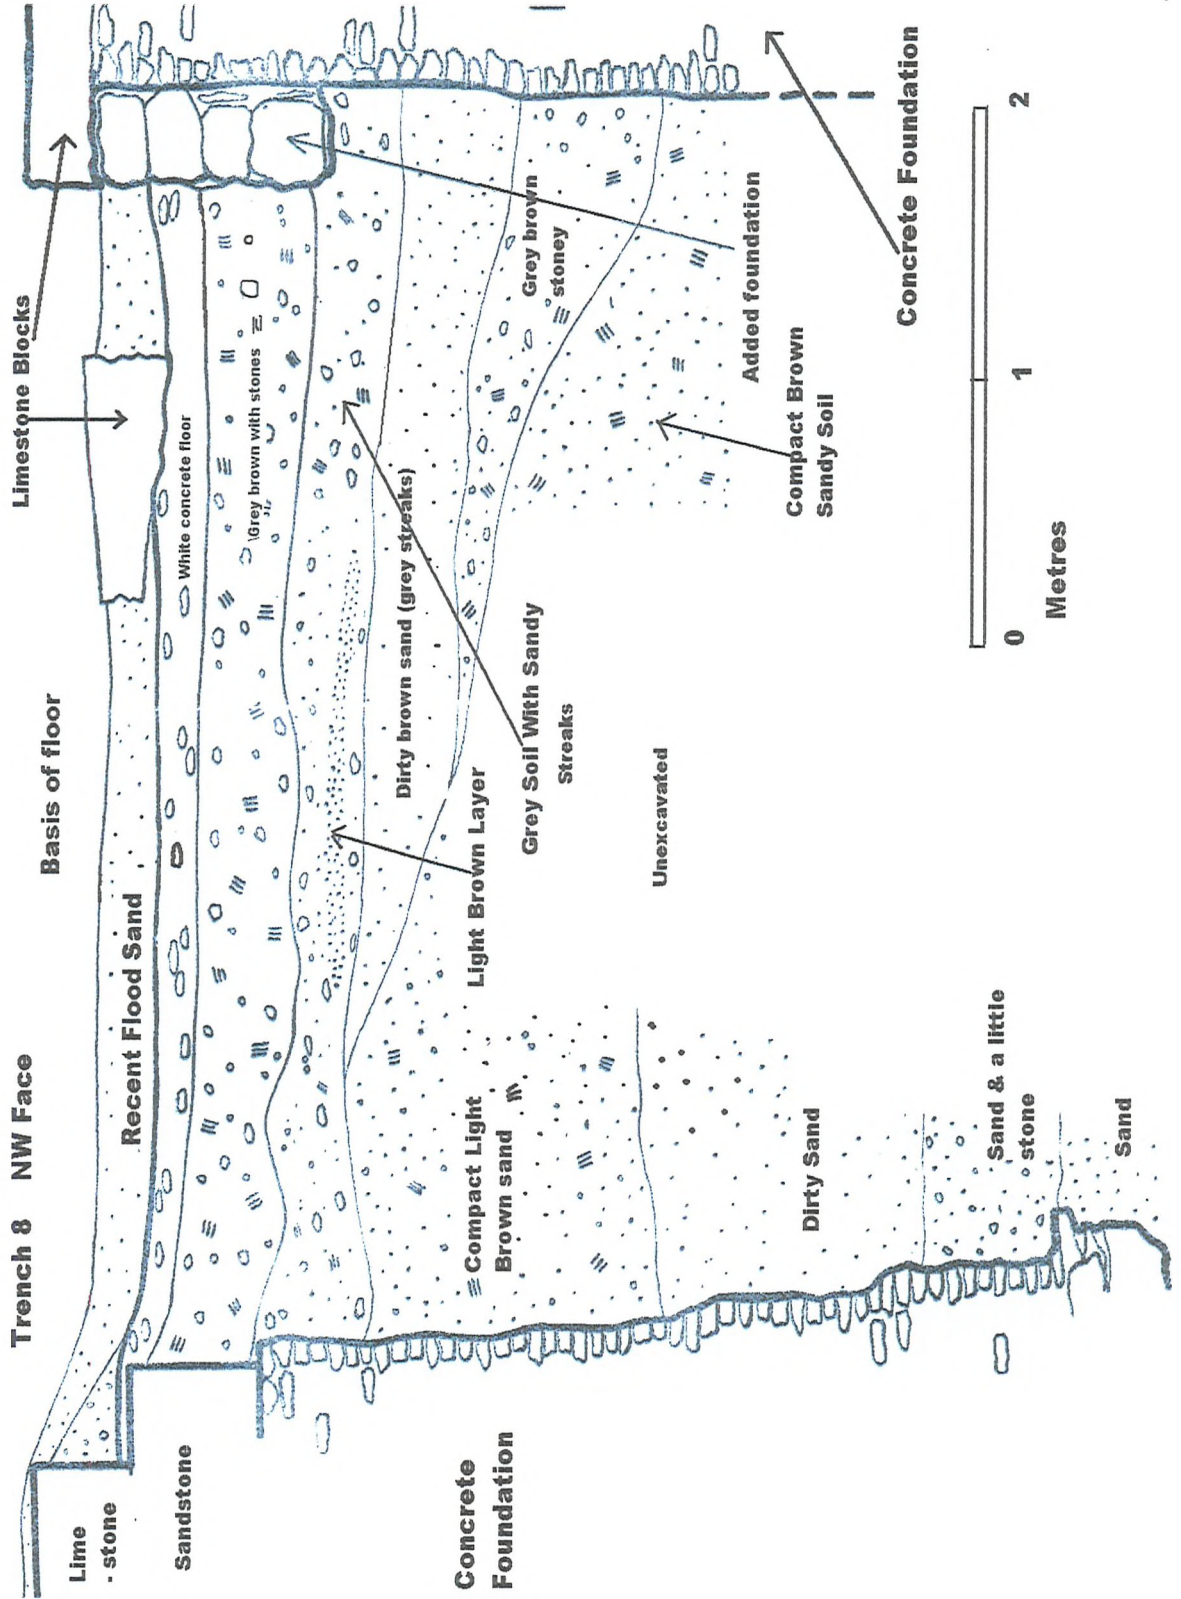 Trench 8 NW Face
Basis of floor
Limestone Blocks
Lime
- stone
Recent Flood Sand
Sandstone
White concrete floor
\Grey brown with stones
Dirty brown sand (grey streaks)
Grey brown
stoney
Concrete
Foundation
Compact Light
Brown sand
Light Brown Layer
Grey Soil With Sandy
Streaks
Unexcavated
Added foundation
Compact Brown
Sandy Soil
Dirty Sand
Concrete Foundation
Sand & a little
stone
Sand
0
1
2
Metres